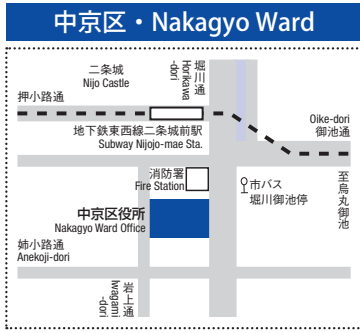 中京区・Nakagyo Ward
二条城
Nijo Castle
堀川通
Horikawa
-dori
押小路通
Oike-dori
御池通
地下鉄東西線二条城前駅
Subway Nijojo-mae Sta.
消防署
Fire Station
市バス
堀川御池停
至烏丸御池
中京区役所
Nakagyo Ward Office
姉小路通
Anekoji-dori
岩上通
Iwagami
-dori